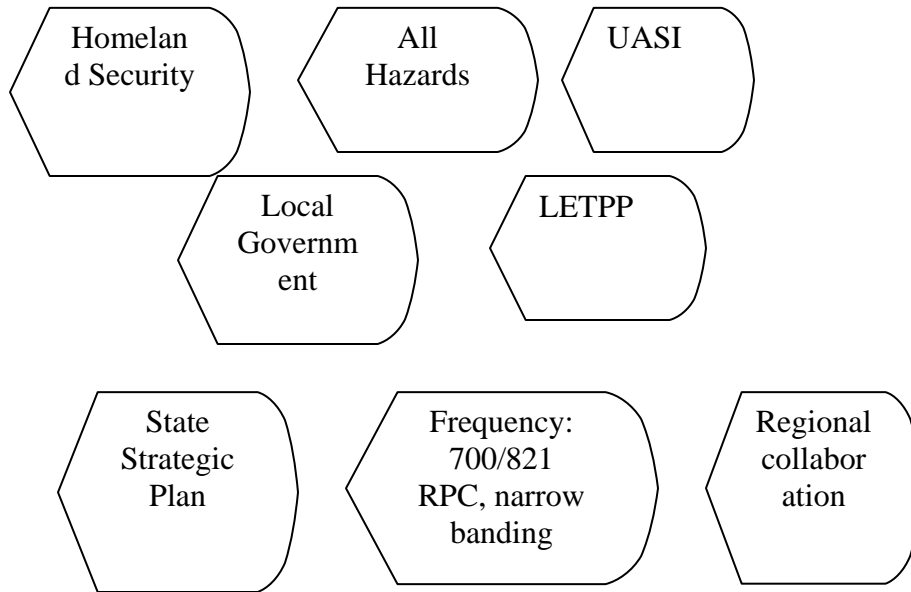 Homelan
d Security
All
Hazards
UASI
Local
Governm
ent
LETPP
State
Strategic
Plan
Frequency:
700/821
RPC, narrow
banding
Regional
collabor
ation